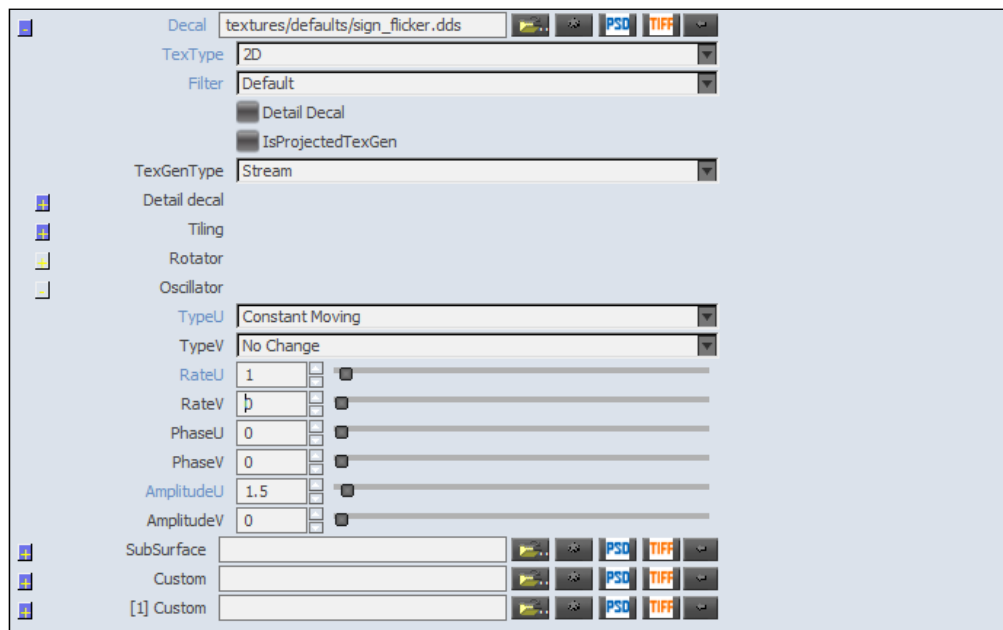 Decal textures/defaults/sign_flicker.dds PSD TIFF
TexType 2D
Filter Default
Detail Decal
IsProjectedTexGen
TexGenType Stream
Detail decal
Tiling
Rotator
Oscillator
TypeU Constant Moving
TypeV No Change
RateU 1
RateV 0
PhaseU 0
PhaseV 0
AmplitudeU 1.5
AmplitudeV 0
SubSurface PSD TIFF
Custom PSD TIFF
[1] Custom PSD TIFF